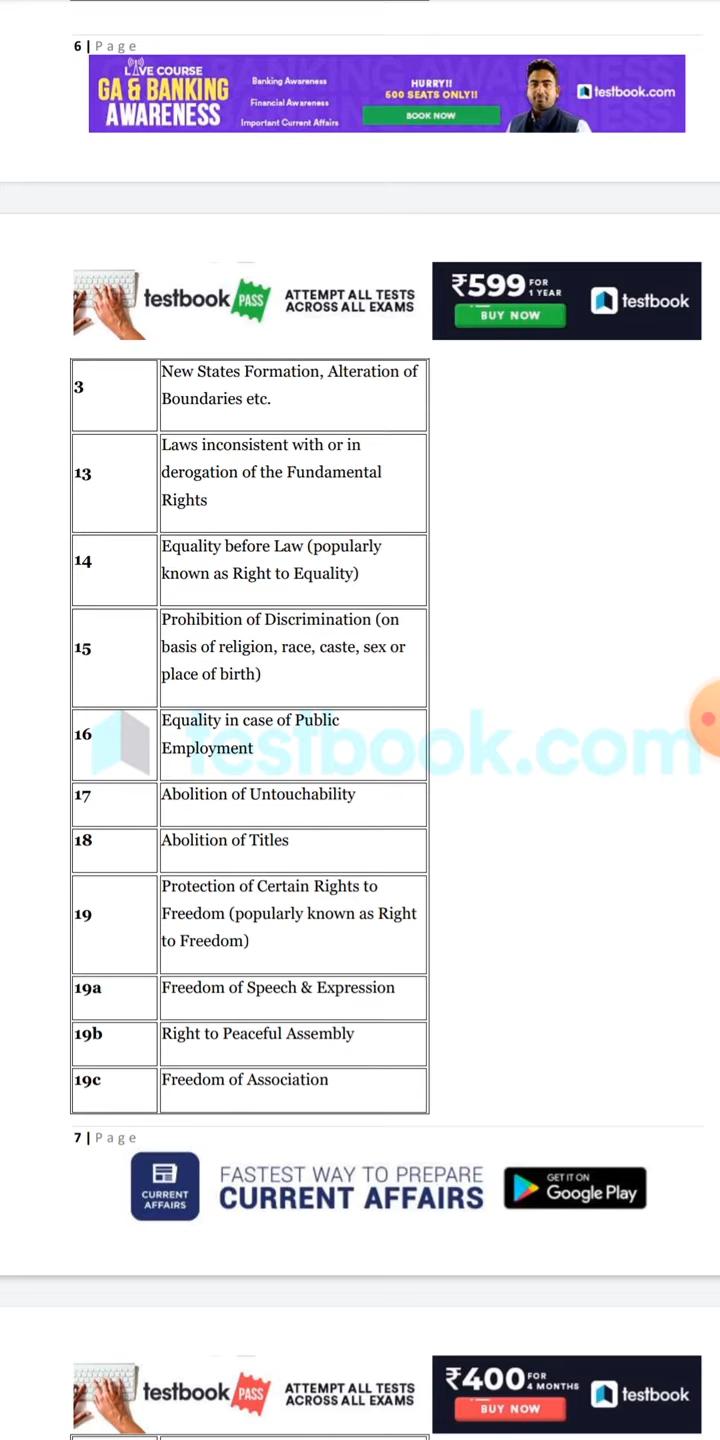 6 | Page
LIVE COURSE
GA & BANKING
AWARENESS
Banking Awareness
Financial Awareness
Important Current Affairs
HURRY!!
600 SEATS ONLY!!
BOOK NOW
testbook.com
testbook PASS
ATTEMPT ALL TESTS
ACROSS ALL EXAMS
₹599 FOR
1 YEAR
BUY NOW
testbook
3
New States Formation, Alteration of
Boundaries etc.
13
Laws inconsistent with or in
derogation of the Fundamental
Rights
14
Equality before Law (popularly
known as Right to Equality)
15
Prohibition of Discrimination (on
basis of religion, race, caste, sex or
place of birth)
16
Equality in case of Public
Employment
testbook.com
17
Abolition of Untouchability
18
Abolition of Titles
19
Protection of Certain Rights to
Freedom (popularly known as Right
to Freedom)
19a
Freedom of Speech & Expression
19b
Right to Peaceful Assembly
19c
Freedom of Association
7 | Page
CURRENT
AFFAIRS
FASTEST WAY TO PREPARE
CURRENT AFFAIRS
GET IT ON
Google Play
testbook PASS
ATTEMPT ALL TESTS
ACROSS ALL EXAMS
₹400 FOR
4 MONTHS
BUY NOW
testbook